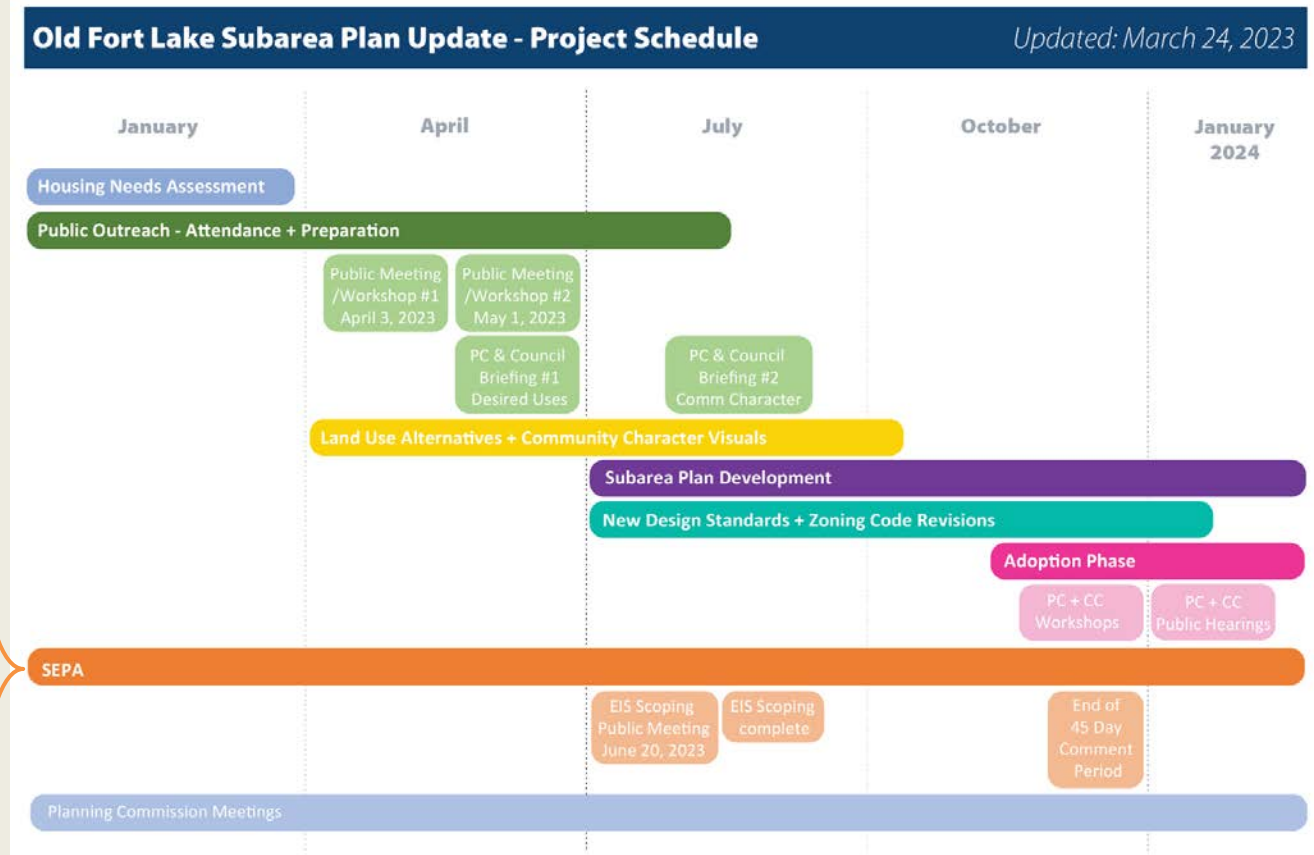 Old Fort Lake Subarea Plan Update - Project Schedule
Updated: March 24, 2023
January
April
July
October
January
2024
Housing Needs Assessment
Public Outreach - Attendance + Preparation
Public Meeting
/Workshop #1
April 3, 2023
Public Meeting
/Workshop #2
May 1, 2023
PC & Council
Briefing #1
Desired Uses
PC & Council
Briefing #2
Comm Character
Land Use Alternatives + Community Character Visuals
Subarea Plan Development
New Design Standards + Zoning Code Revisions
Adoption Phase
PC + CC
Workshops
PC + CC
Public Hearings
SEPA
EIS Scoping
Public Meeting
June 20, 2023
EIS Scoping
complete
End of
45 Day
Comment
Period
Planning Commission Meetings